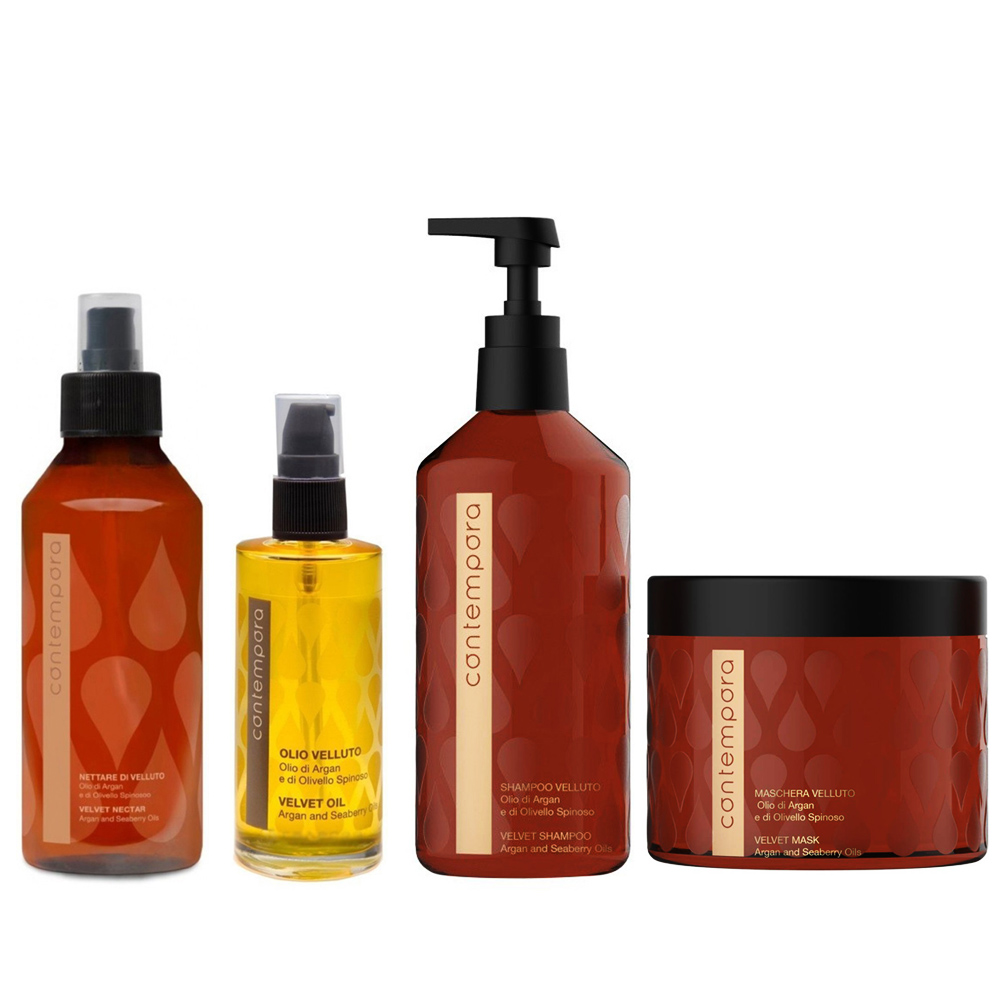 contempora
NETTARE DI VELLUTO
Olio di Argan
e di Olivello Spinosoo
VELVET NECTAR
Argan and Seaberry Oils
contempora
OLIO VELLUTO
Olio di Argan
e di Olivello Spinoso
VELVET OIL
Argan and Seaberry Oils
contempora
SHAMPOO VELLUTO
Olio di Argan
e di Olivello Spinoso
VELVET SHAMPOO
Argan and Seaberry Oils
contempora
MASCHERA VELLUTO
Olio di Argan
e di Olivello Spinoso
VELVET MASK
Argan and Seaberry Oils